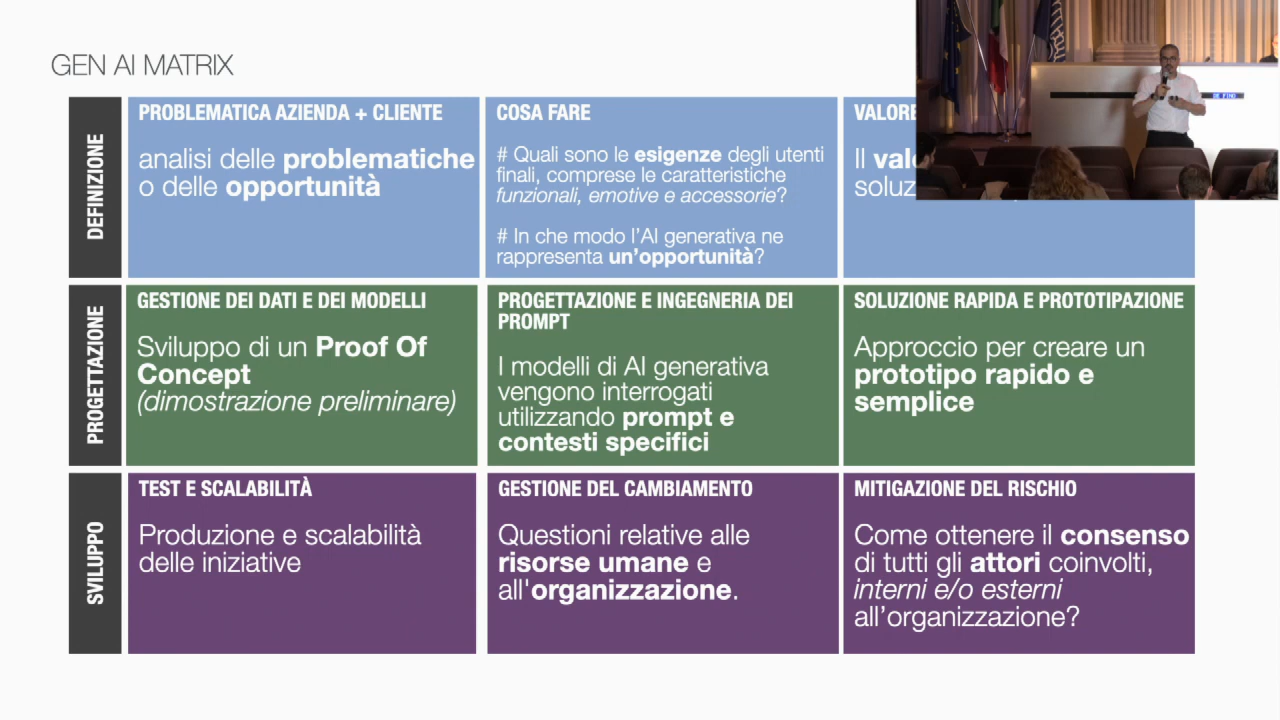 GEN AI MATRIX
DEFINIZIONE
PROBLEMATICA AZIENDA + CLIENTE
analisi delle problematiche
o delle opportunità
COSA FARE
# Quali sono le esigenze degli utenti
finali, comprese le caratteristiche
funzionali, emotive e accessorie?
# In che modo l'AI generativa ne
rappresenta un'opportunità?
VALORE
Il
PROGETTAZIONE
GESTIONE DEI DATI E DEI MODELLI
Sviluppo di un Proof Of
Concept
(dimostrazione preliminare)
PROGETTAZIONE E INGEGNERIA DEI
PROMPT
I modelli di AI generativa
vengono interrogati
utilizzando prompt e
contesti specifici
SOLUZIONE RAPIDA E PROTOTIPAZIONE
Approccio per creare un
prototipo rapido e
semplice
SVILUPPO
TEST E SCALABILITÀ
Produzione e scalabilità
delle iniziative
GESTIONE DEL CAMBIAMENTO
Questioni relative alle
risorse umane e
all'organizzazione.
MITIGAZIONE DEL RISCHIO
Come ottenere il consenso
di tutti gli attori coinvolti,
interni e/o esterni
all'organizzazione?